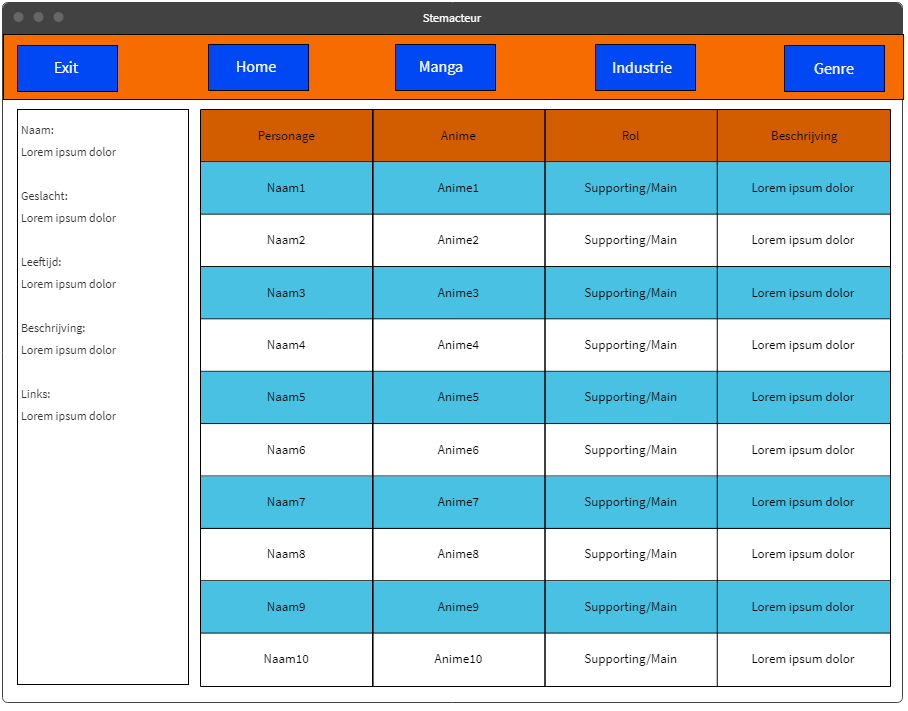 Stemacteur
Exit Home Manga Industrie Genre
Naam:
Lorem ipsum dolor
Geslacht:
Lorem ipsum dolor
Leeftijd:
Lorem ipsum dolor
Beschrijving:
Lorem ipsum dolor
Links:
Lorem ipsum dolor
Personage Anime Rol Beschrijving
Naam1 Anime1 Supporting/Main Lorem ipsum dolor
Naam2 Anime2 Supporting/Main Lorem ipsum dolor
Naam3 Anime3 Supporting/Main Lorem ipsum dolor
Naam4 Anime4 Supporting/Main Lorem ipsum dolor
Naam5 Anime5 Supporting/Main Lorem ipsum dolor
Naam6 Anime6 Supporting/Main Lorem ipsum dolor
Naam7 Anime7 Supporting/Main Lorem ipsum dolor
Naam8 Anime8 Supporting/Main Lorem ipsum dolor
Naam9 Anime9 Supporting/Main Lorem ipsum dolor
Naam10 Anime10 Supporting/Main Lorem ipsum dolor